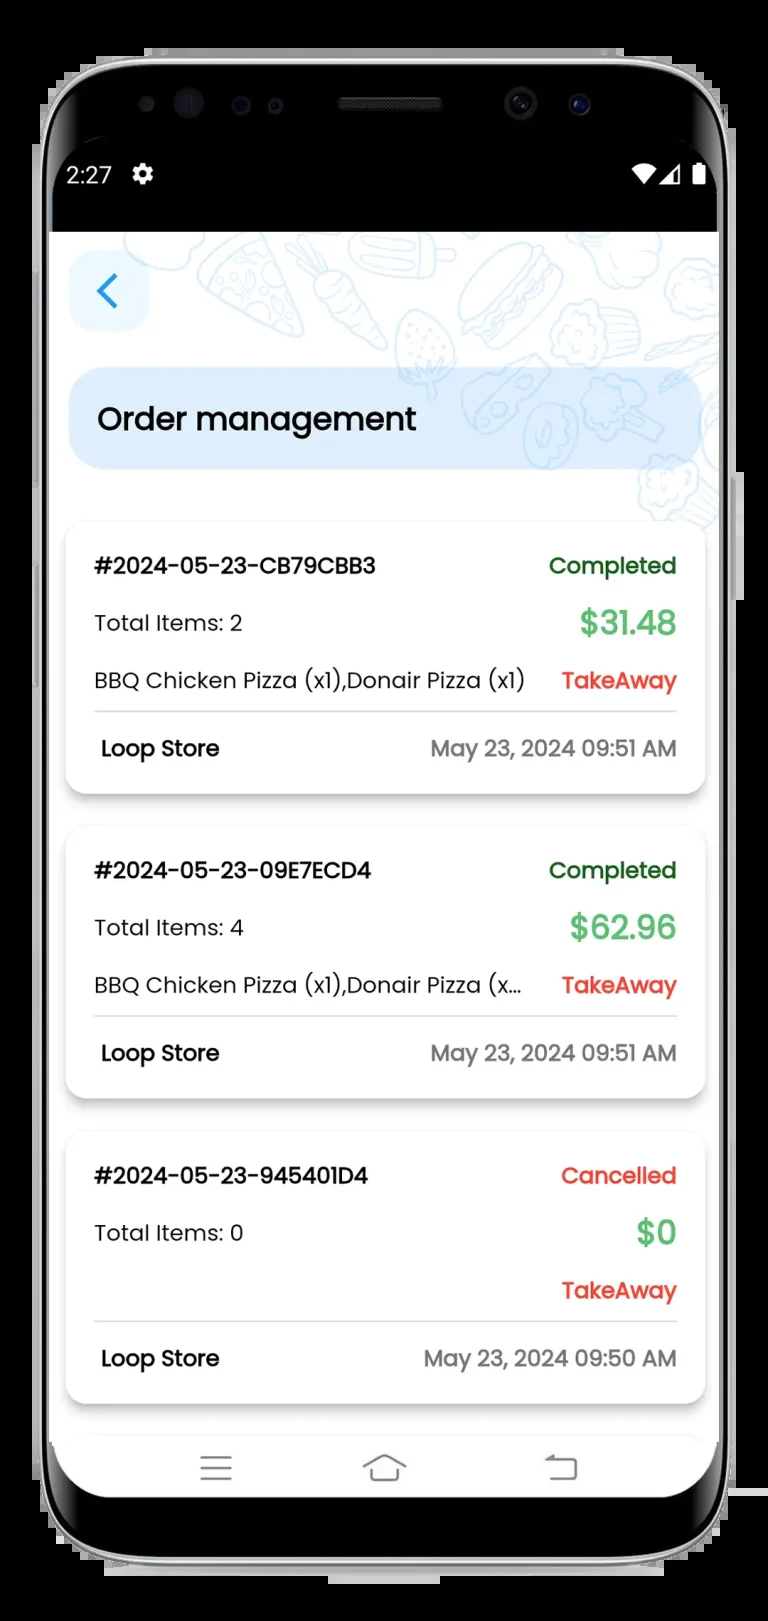 2:27
Order management
#2024-05-23-CB79CBB3 Completed
Total Items: 2 $31.48
BBQ Chicken Pizza (x1),Donair Pizza (x1) TakeAway
Loop Store May 23, 2024 09:51 AM
#2024-05-23-09E7ECD4 Completed
Total Items: 4 $62.96
BBQ Chicken Pizza (x1),Donair Pizza (x... TakeAway
Loop Store May 23, 2024 09:51 AM
#2024-05-23-945401D4 Cancelled
Total Items: 0 $0
TakeAway
Loop Store May 23, 2024 09:50 AM